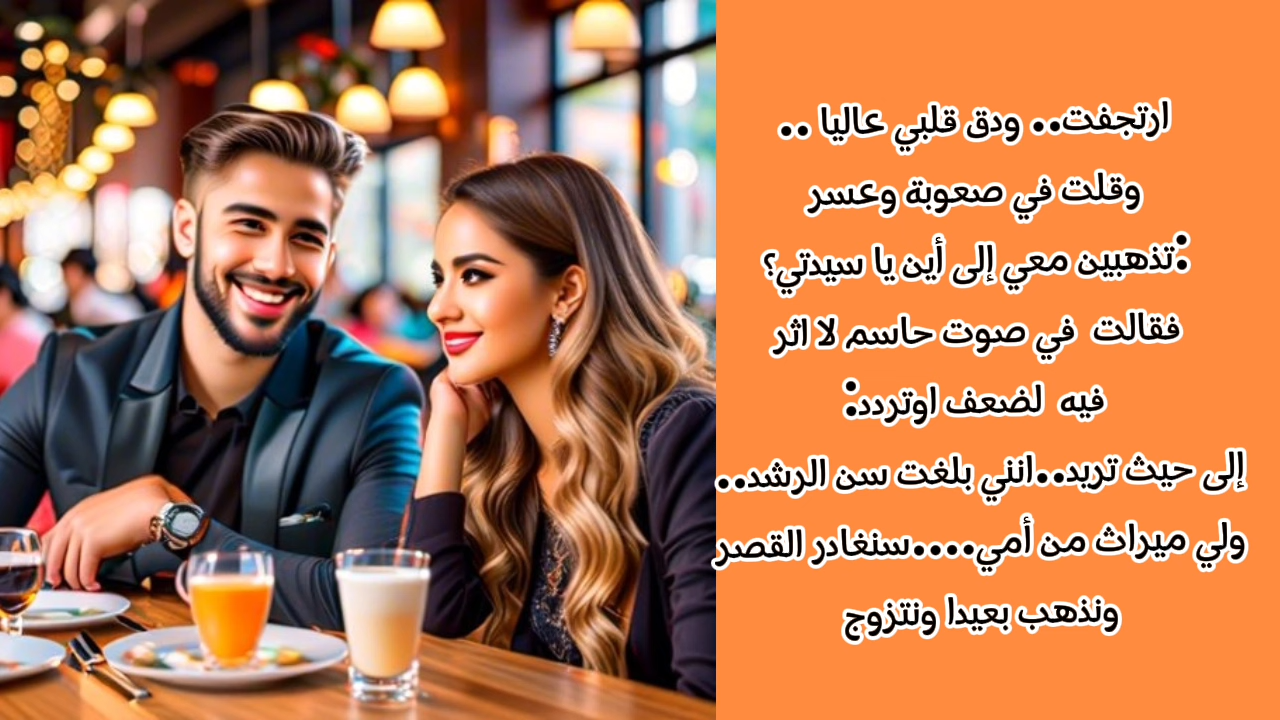 ارتجفت.. ودق قلبي عاليا ..
وقلت في صعوبة وعسر
:تذهبين معي إلى أين يا سيدتي؟
فقالت في صوت حاسم لا اثر
فيه لضعف اوتردد:
إلى حيث تريد..انني بلغت سن الرشد..
ولي ميراث من أمي....سنغادر القصر
ونذهب بعيدا ونتزوج